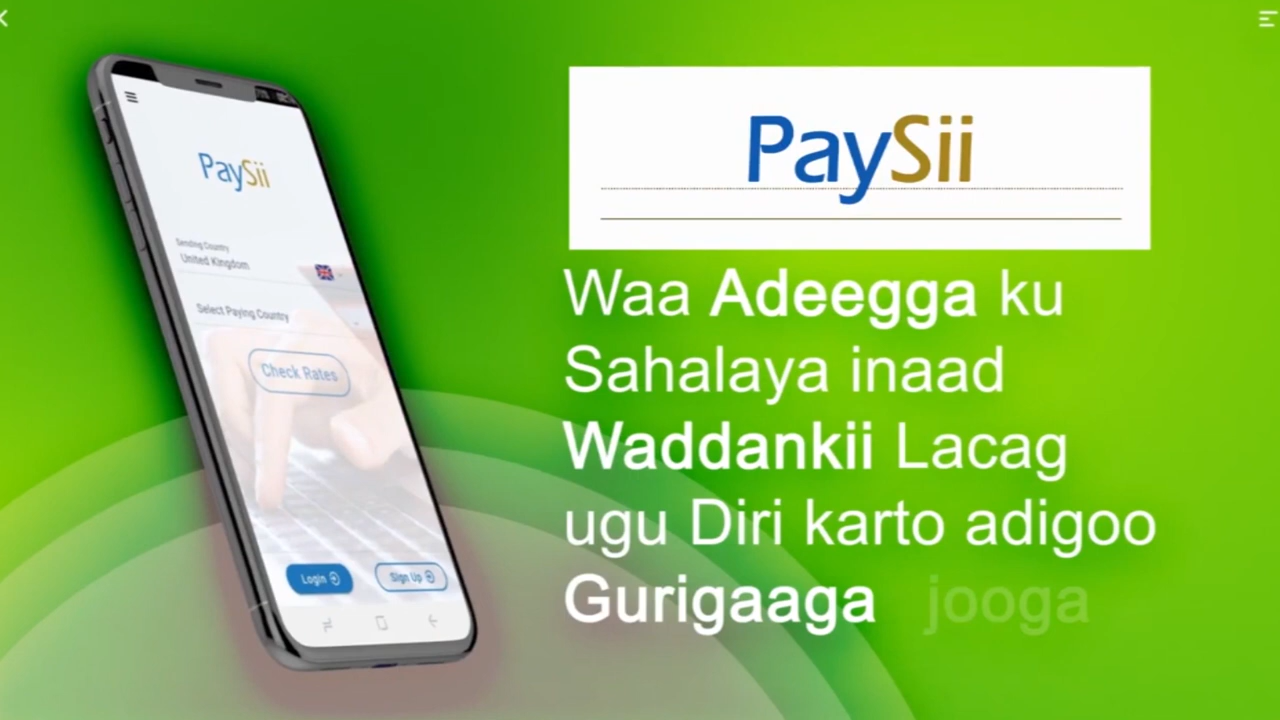 PaySii
Sending Country
United Kingdom
Select Paying Country
Check Rates
Login
Sign Up
PaySii
Waa Adeegga ku
Sahalaya inaad
Waddankii Lacag
ugu Diri karto adigoo
Gurigaaga jooga